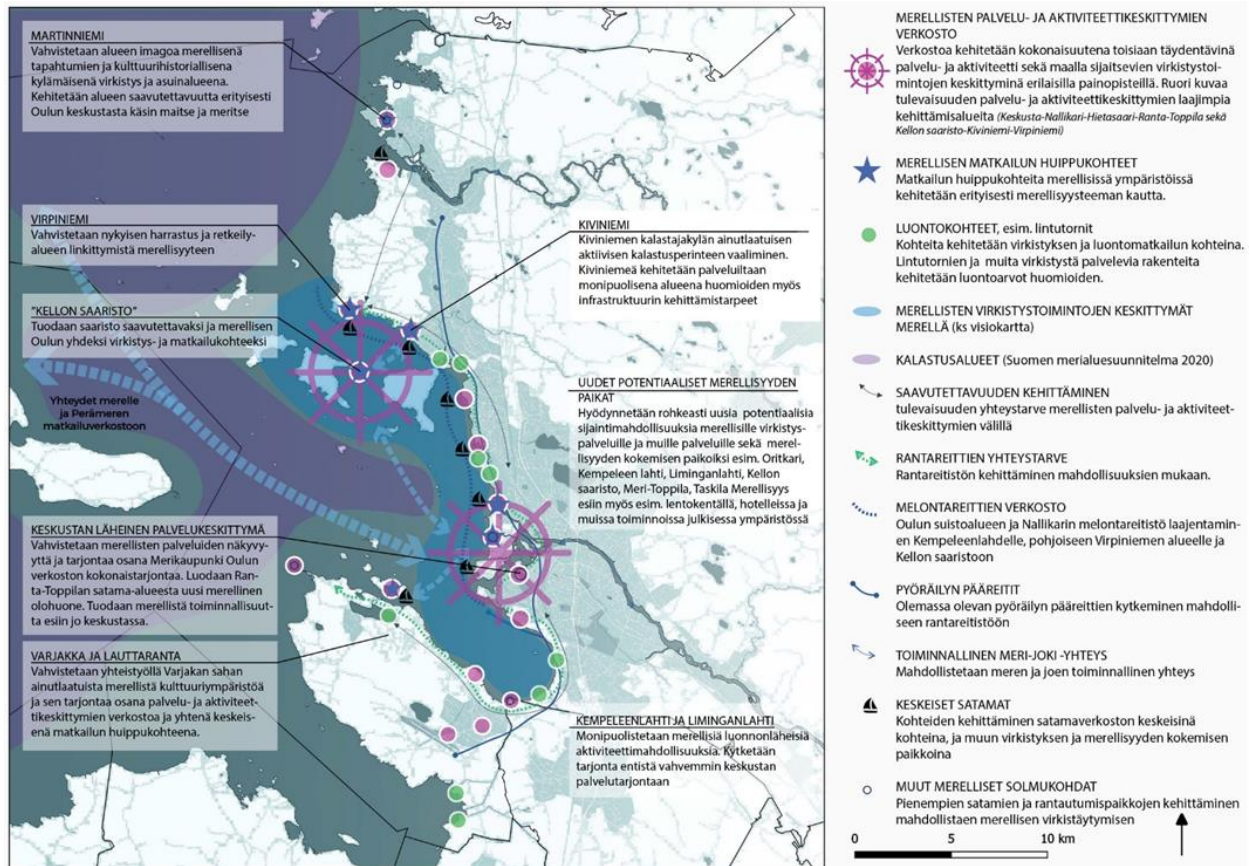 MARTINNIEMI
Vahvistetaan alueen imagoa merellisenä
tapahtumien ja kulttuurihistoriallisena
kylämäisenä virkistys ja asuinalueena.
Kehitetään alueen saavutettavuutta erityisesti
Oulun keskustasta käsin maitse ja meritse
VIRPINIEMI
Vahvistetaan nykyisen harrastus ja retkeily-
alueen linkittymistä merellisyyteen
"KELLON SAARISTO"
Tuodaan saaristo saavutettavaksi ja merellisen
Oulun yhdeksi virkistys- ja matkailukohteeksi
Yhteydet merelle
ja Perämeren
matkailuverkostoon
KESKUSTAN LÄHEINEN PALVELUKESKITTYMÄ
Vahvistetaan merellisten palveluiden näkyvyy-
yttä ja tarjontaa osana Merikaupunki Oulun
verkoston kokonaistarjontaa. Luodaan Ran-
ta-Toppilan satama-alueesta uusi merellinen
olohuone. Tuodaan merellistä toiminnallisuut-
ta esiin jo keskustassa.
VARJAKKA JA LAUTTARANTA
Vahvistetaan yhteistyöllä Varjakan sahan
ainutlaatuista merellistä kulttuuriympäristöä
ja sen tarjontaa osana palvelu- ja aktiviteet-
tikeskittymien verkostoa ja yhtenä keskeis-
enä matkailun huippukohteena.
KIVINIEMI
Kiviniemen kalastajakylän ainutlaatuisen
aktiivisen kalastusperinteen vaaliminen.
Kiviniemeä kehitetään palveluiltaan
monipuolisena alueena huomioiden myös
infrastruktuurin kehittämistarpeet
UUDET POTENTIAALISET MERELLISYYDEN
PAIKAT
Hyödynnetään rohkeasti uusia potentiaalisia
sijaintimahdollisuuksia merellisille virkistys-
palveluille ja muille palveluille sekä merel-
lisyyden kokemisen paikoiksi esim. Oritkari,
Kempeleen lahti, Liminganlahti, Kellon
saaristo, Meri-Toppila, Taskila Merellisyys
esiin myös esim. lentokentällä, hotelleissa ja
muissa toiminnoissa julkisessa ympäristössä
KEMPELEENLAHTI JA LIMINGANLAHTI
Monipuolistetaan merellisiä luonnonläheisiä
aktiviteettimahdollisuuksia. Kytketään
tarjonta entistä vahvemmin keskustan
palvelutarjontaan
MERELLISTEN PALVELU- JA AKTIVITEETTIKESKITTYMIEN
VERKOSTO
Verkostoa kehitetään kokonaisuutena toisiaan täydentävinä
palvelu- ja aktiviteetti sekä maalla sijaitsevien virkistystoi-
mintojen keskittyminä erilaisilla painopisteillä. Ruori kuvaa
tulevaisuuden palvelu- ja aktiviteettikeskittymien laajimpia
kehittämisalueita (Keskusta-Nallikari-Hietasaari-Ranta-Toppila sekä
Kellon saaristo-Kiviniemi-Virpiniemi)
MERELLISEN MATKAILUN HUIPPUKOHTEET
Matkailun huippukohteita merellisissä ympäristöissä
kehitetään erityisesti merellisyysteeman kautta.
LUONTOKOHTEET, esim. lintutornit
Kohteita kehitetään virkistyksen ja luontomatkailun kohteina.
Lintutornien ja muita virkistystä palvelevia rakenteita
kehitetään luontoarvot huomioiden.
MERELLISTEN VIRKISTYSTOIMINTOJEN KESKITTYMÄT
MERELLÄ (ks visiokartta)
KALASTUSALUEET (Suomen merialuesuunnitelma 2020)
SAAVUTETTAVUUDEN KEHITTÄMINEN
tulevaisuuden yhteystarve merellisten palvelu- ja aktiviteet-
tikeskittymien välillä
RANTAREITTIEN YHTEYSTARVE
Rantareitistön kehittäminen mahdollisuuksien mukaan.
MELONTAREITTIEN VERKOSTO
Oulun suistoalueen ja Nallikarin melontareitistö laajentamin-
en Kempeleenlahdelle, pohjoiseen Virpiniemen alueelle ja
Kellon saaristoon
PYÖRÄILYN PÄÄREITIT
Olemassa olevan pyöräilyn pääreittien kytkeminen mahdolli-
seen rantareitistöön
TOIMINNALLINEN MERI-JOKI -YHTEYS
Mahdollistetaan meren ja joen toiminnallinen yhteys
KESKEISET SATAMAT
Kohteiden kehittäminen satamaverkoston keskeisinä
kohteina, ja muun virkistyksen ja merellisyyden kokemisen
paikkoina
MUUT MERELLISET SOLMUKOHDAT
Pienempien satamien ja rantautumispaikkojen kehittäminen
mahdollistaen merellisen virkistäytymisen
0 5 10 km